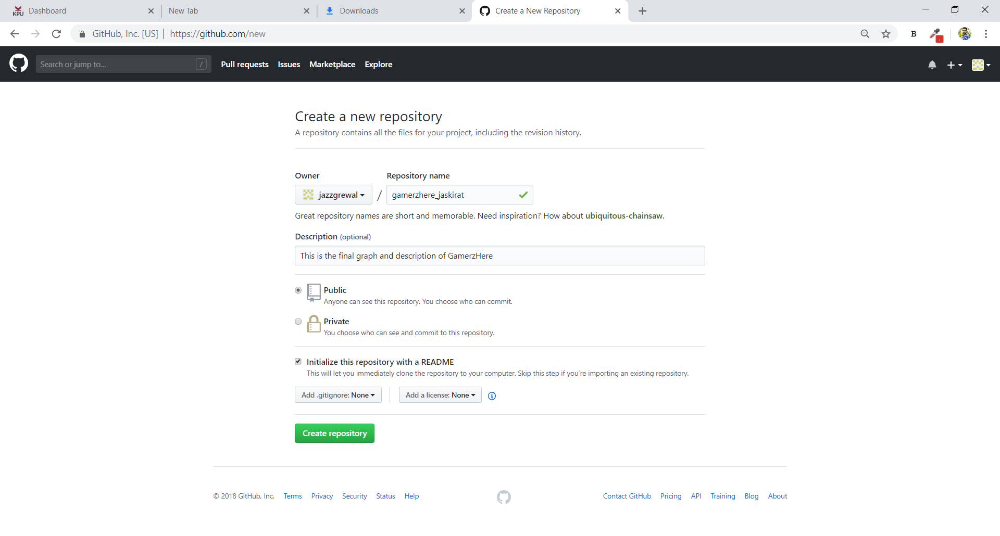 KPU Dashboard New Tab Downloads Create a New Repository
GitHub, Inc. [US] | https://github.com/new B
Search or jump to... / Pull requests Issues Marketplace Explore
Create a new repository
A repository contains all the files for your project, including the revision history.
Owner Repository name
jazzgrewal / gamerzhere_jaskirat
Great repository names are short and memorable. Need inspiration? How about ubiquitous-chainsaw.
Description (optional)
This is the final graph and description of GamerzHere
Public
Anyone can see this repository. You choose who can commit.
Private
You choose who can see and commit to this repository.
Initialize this repository with a README
This will let you immediately clone the repository to your computer. Skip this step if you’re importing an existing repository.
Add .gitignore: None Add a license: None
Create repository
© 2018 GitHub, Inc. Terms Privacy Security Status Help Contact GitHub Pricing API Training Blog About